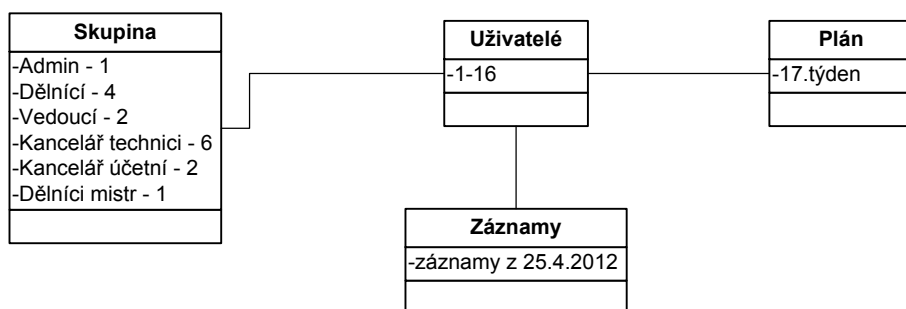 Skupina
-Admin - 1
-Dělnící - 4
-Vedoucí - 2
-Kancelář technici - 6
-Kancelář účetní - 2
-Dělníci mistr - 1
Uživatelé
-1-16
Plán
-17.týden
Záznamy
-záznamy z 25.4.2012